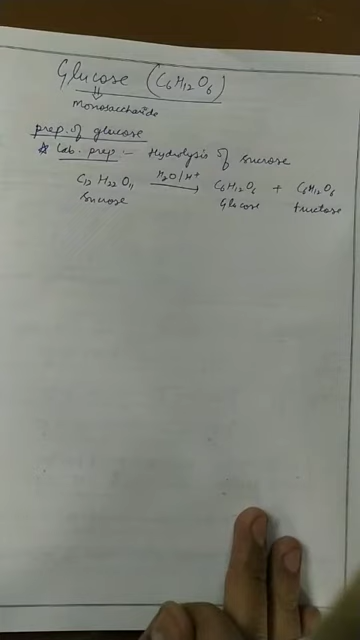 Glucose (C6H12O6)
⇓
Monosaccharide
prep. of glucose
* Lab. prep :- Hydrolysis of sucrose
C12 H22 O11 H2O/H+ → C6H12O6 + C6H12O6
sucrose Glucose fructose